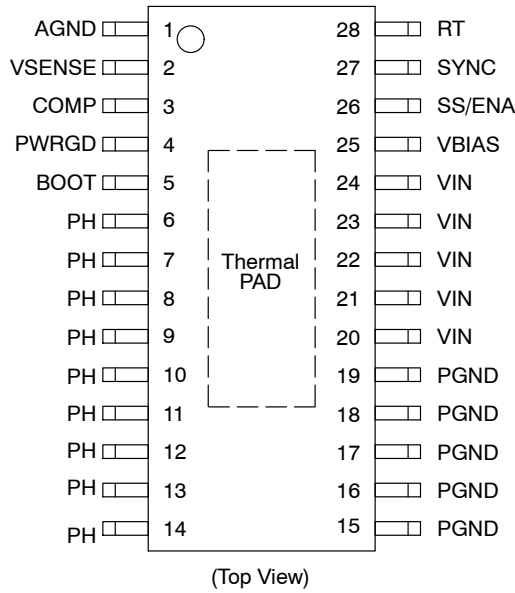 AGND 1 28 RT
VSENSE 2 27 SYNC
COMP 3 26 SS/ENA
PWRGD 4 25 VBIAS
BOOT 5 24 VIN
PH 6 23 VIN
PH 7 Thermal 22 VIN
PAD
PH 8 21 VIN
PH 9 20 VIN
PH 10 19 PGND
PH 11 18 PGND
PH 12 17 PGND
PH 13 16 PGND
PH 14 15 PGND
(Top View)